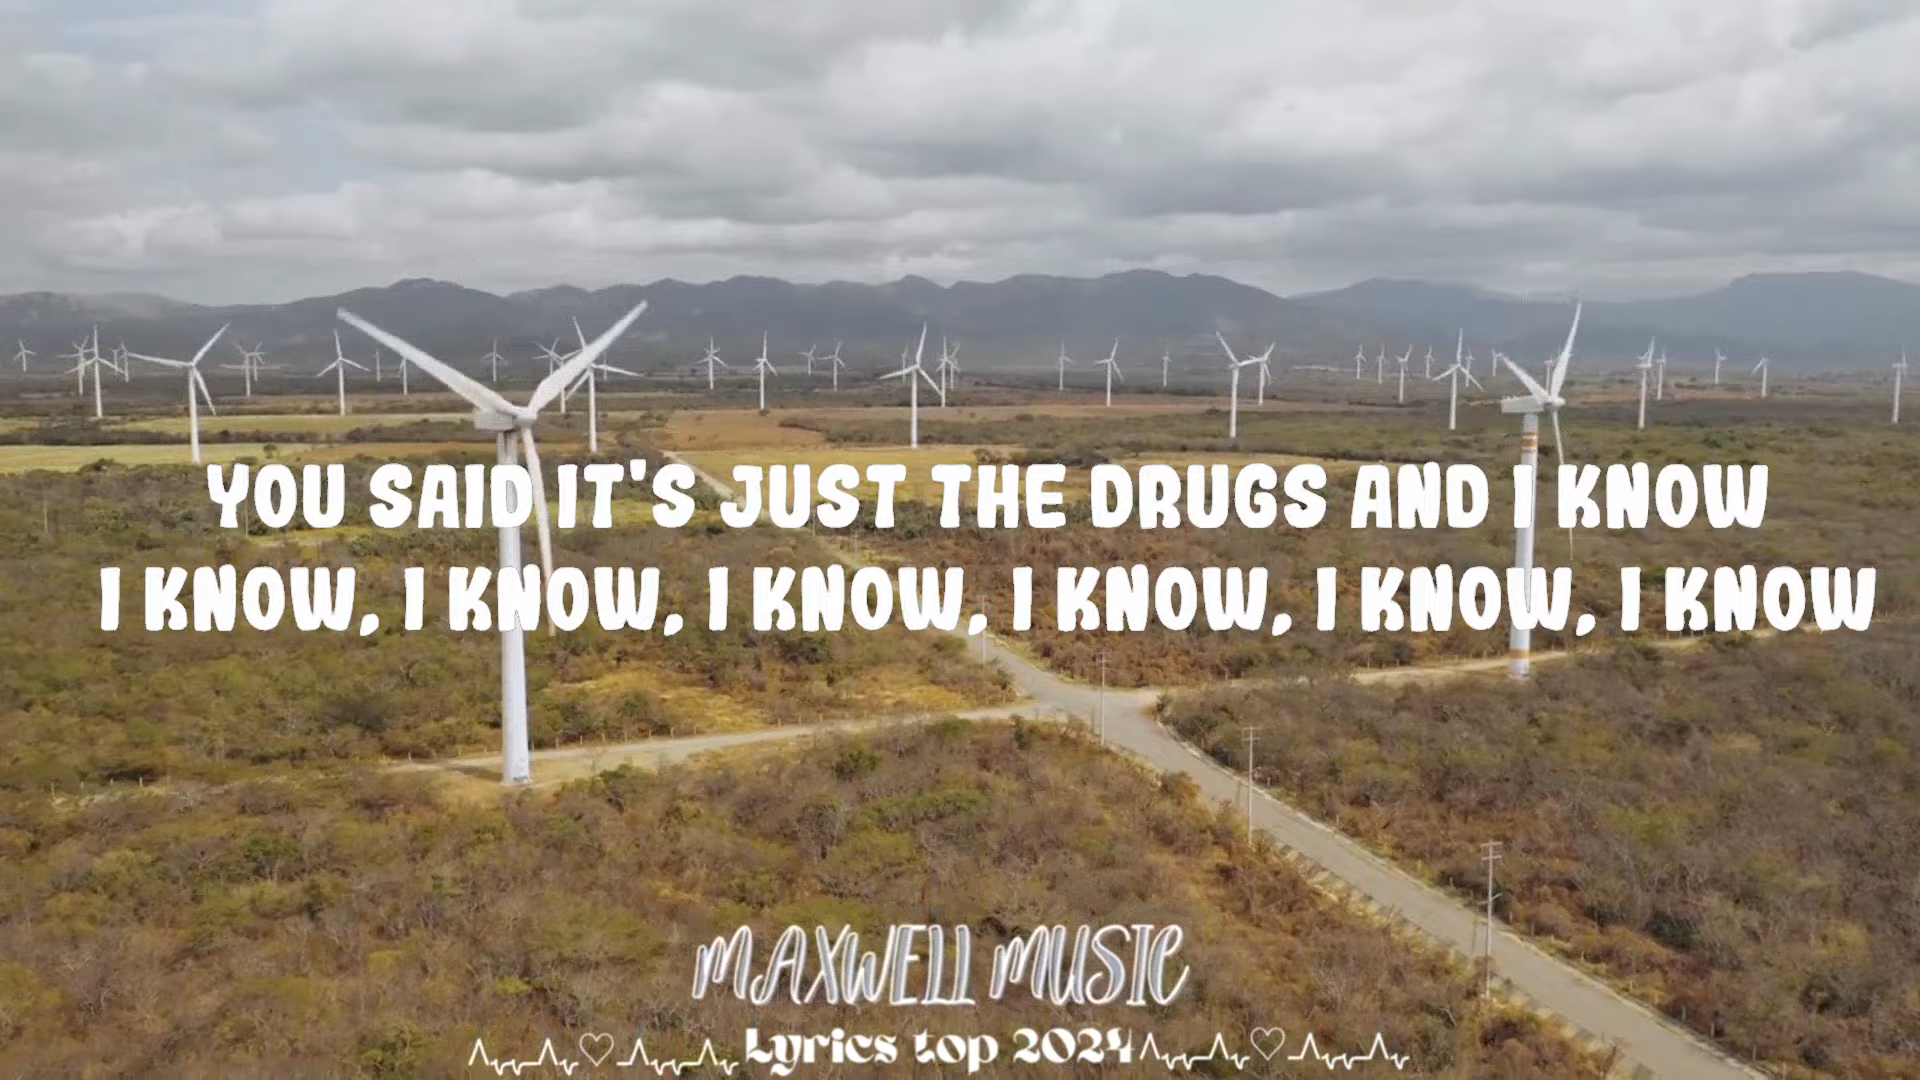 YOU SAID IT'S JUST THE DRUGS AND I KNOW
I KNOW, I KNOW, I KNOW, I KNOW, I KNOW, I KNOW
MAXWELL MUSIC
Lyrics top 2024